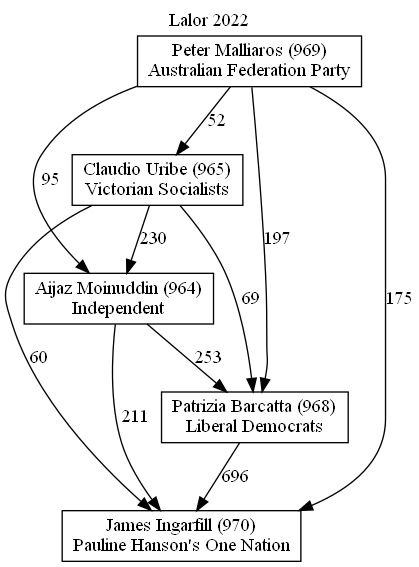 Lalor 2022
Peter Malliaros (969)
Australian Federation Party
52
Claudio Uribe (965)
Victorian Socialists
95
230
197
Aijaz Moinuddin (964)
Independent
69
175
60
253
Patrizia Barcatta (968)
Liberal Democrats
211
696
James Ingarfill (970)
Pauline Hanson's One Nation